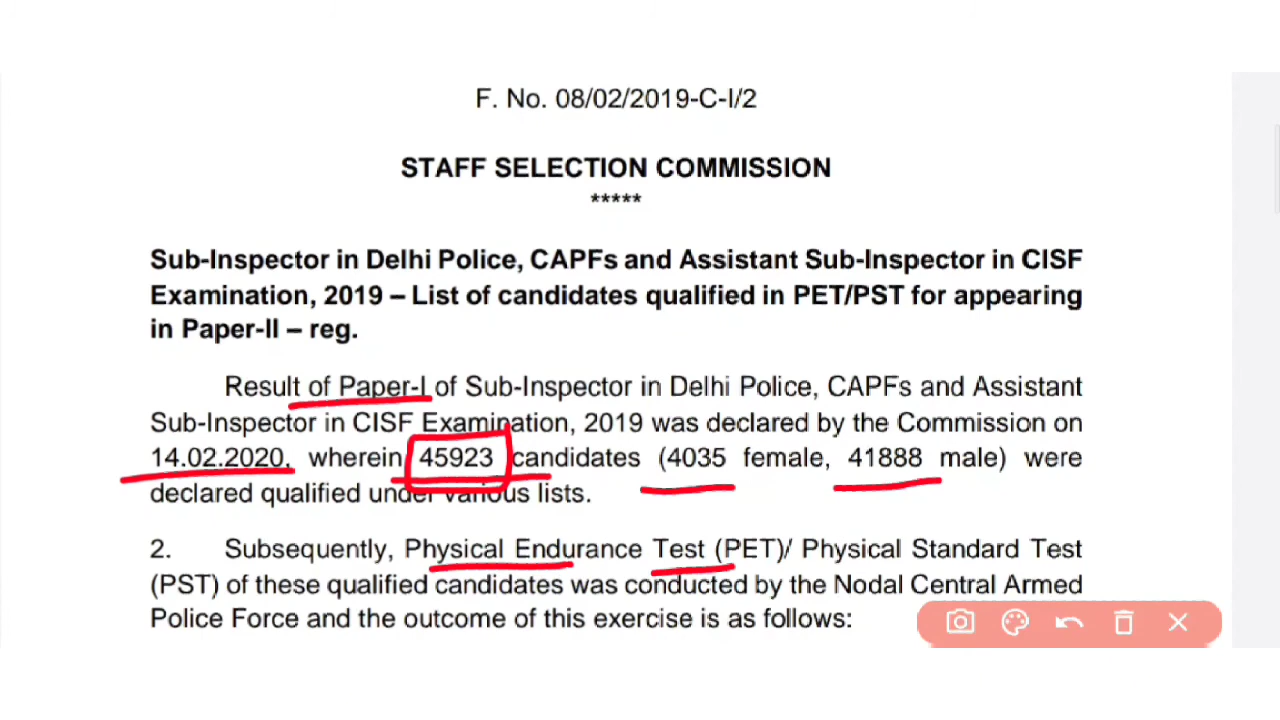 F. No. 08/02/2019-C-I/2
STAFF SELECTION COMMISSION
*****
Sub-Inspector in Delhi Police, CAPFs and Assistant Sub-Inspector in CISF
Examination, 2019 – List of candidates qualified in PET/PST for appearing
in Paper-II – reg.
Result of Paper-I of Sub-Inspector in Delhi Police, CAPFs and Assistant
Sub-Inspector in CISF Examination, 2019 was declared by the Commission on
14.02.2020, wherein 45923 candidates (4035 female, 41888 male) were
declared qualified under various lists.
2. Subsequently, Physical Endurance Test (PET)/ Physical Standard Test
(PST) of these qualified candidates was conducted by the Nodal Central Armed
Police Force and the outcome of this exercise is as follows: